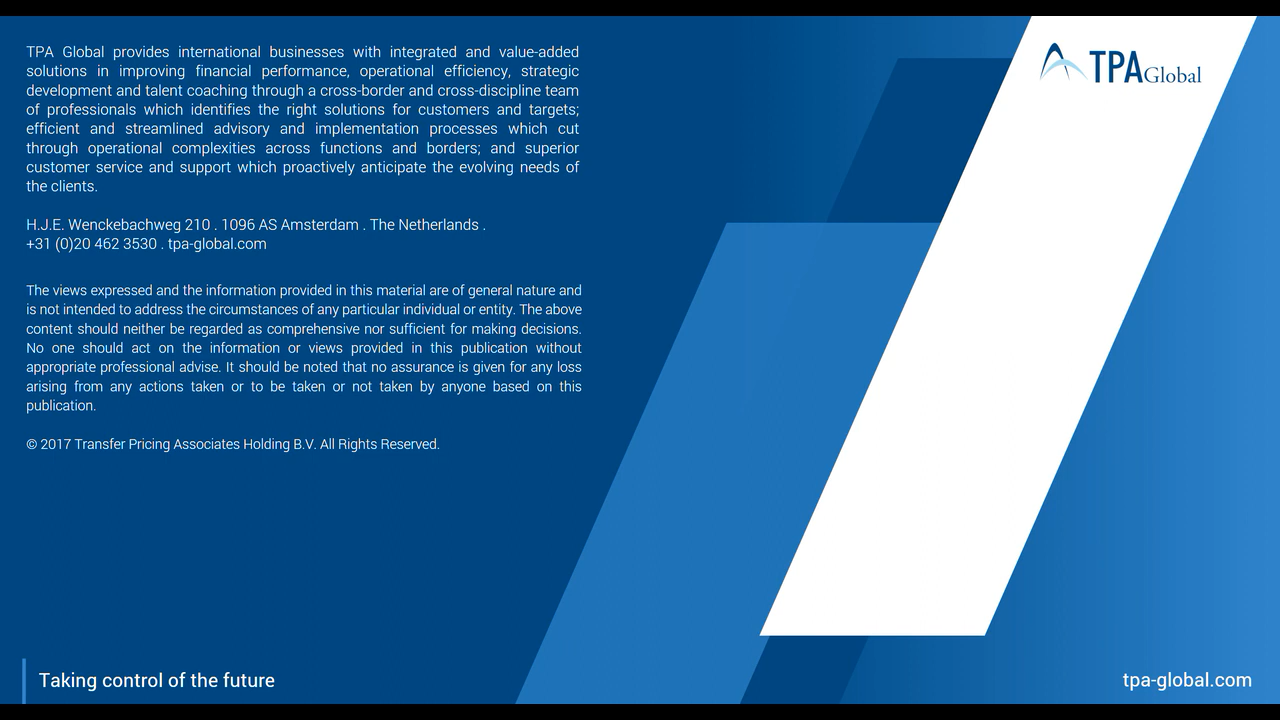 TPA Global provides international businesses with integrated and value-added
solutions in improving financial performance, operational efficiency, strategic
development and talent coaching through a cross-border and cross-discipline team
of professionals which identifies the right solutions for customers and targets;
efficient and streamlined advisory and implementation processes which cut
through operational complexities across functions and borders; and superior
customer service and support which proactively anticipate the evolving needs of
the clients.
H.J.E. Wenckebachweg 210 . 1096 AS Amsterdam . The Netherlands .
+31 (0)20 462 3530 . tpa-global.com
The views expressed and the information provided in this material are of general nature and
is not intended to address the circumstances of any particular individual or entity. The above
content should neither be regarded as comprehensive nor sufficient for making decisions.
No one should act on the information or views provided in this publication without
appropriate professional advise. It should be noted that no assurance is given for any loss
arising from any actions taken or to be taken or not taken by anyone based on this
publication.
© 2017 Transfer Pricing Associates Holding B.V. All Rights Reserved.
TPA Global
Taking control of the future
tpa-global.com